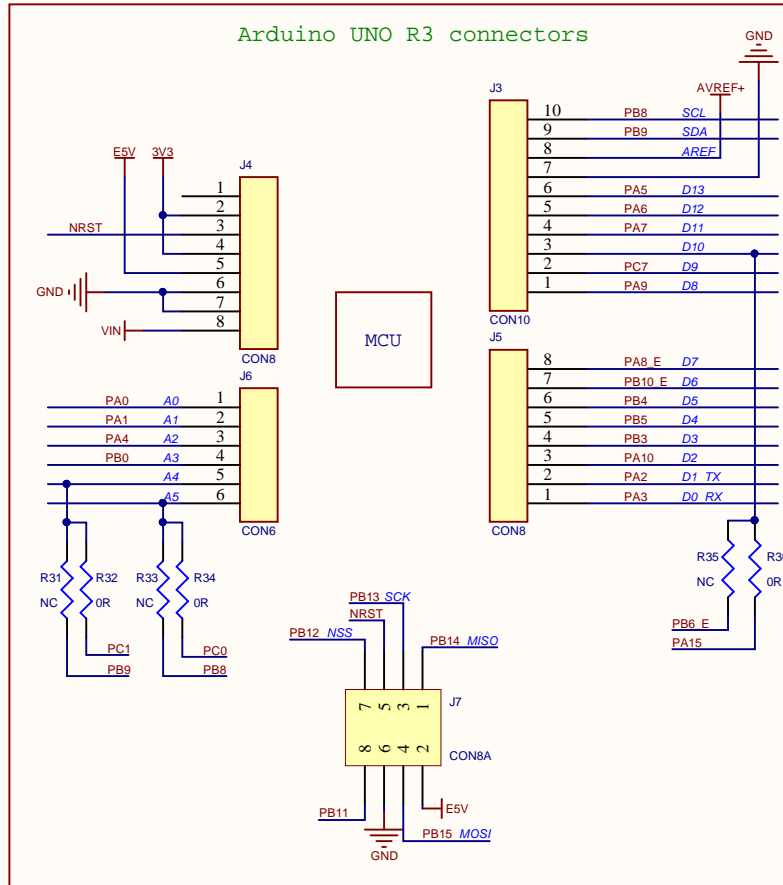 Arduino UNO R3 connectors
GND
AVREF+
J3
10 PB8 SCL
9 PB9 SDA
8 AREF
7
6 PA5 D13
5 PA6 D12
4 PA7 D11
3 D10
2 PC7 D9
1 PA9 D8
CON10
E5V 3V3
J4
1
2
NRST 3
4
5
GND 6
7
VIN 8
CON8
MCU
J5
8 PA8_E D7
7 PB10_E D6
6 PB4 D5
5 PB5 D4
4 PB3 D3
3 PA10 D2
2 PA2 D1_TX
1 PA3 D0_RX
CON8
J6
PA0 A0 1
PA1 A1 2
PA4 A2 3
PB0 A3 4
A4 5
A5 6
CON6
R31 R32 R33 R34
NC 0R NC 0R
PC1 PC0
PB9 PB8
R35
NC 0R
PB6_E
PA15
PB13 SCK
NRST
PB12 NSS
PB14 MISO
J7
7 5 3 1
8 6 4 2
CON8A
PB11
E5V
PB15 MOSI
GND